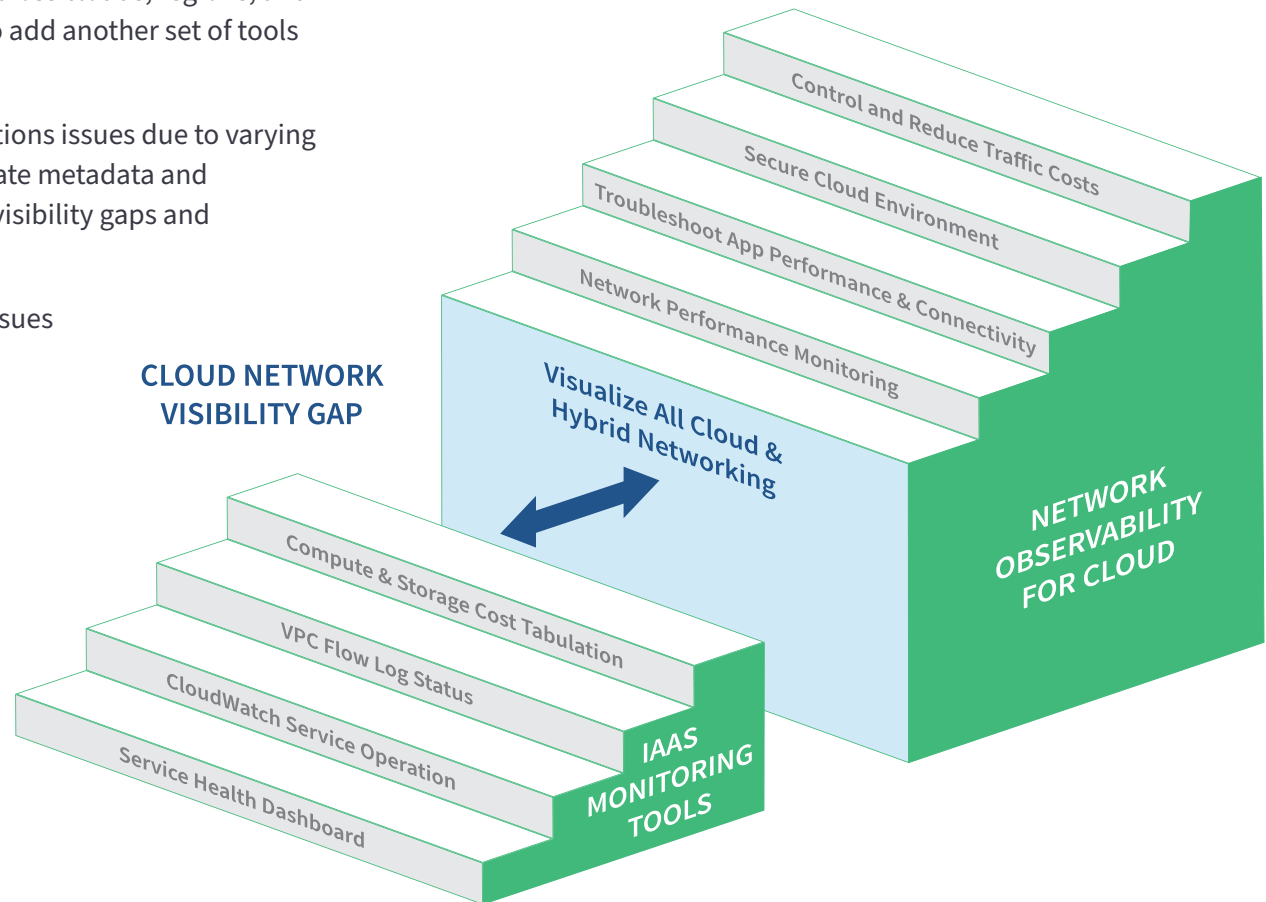 add another set of tools
issues due to varying
metadata and
visibility gaps and
CLOUD NETWORK
VISIBILITY GAP
Control and Reduce Traffic Costs
Secure Cloud Environment
Troubleshoot App Performance & Connectivity
Network Performance Monitoring
Visualize All Cloud &
Hybrid Networking
NETWORK
OBSERVABILITY
FOR CLOUD
Compute & Storage Cost Tabulation
VPC Flow Log Status
CloudWatch Service Operation
Service Health Dashboard
IAAS
MONITORING
TOOLS